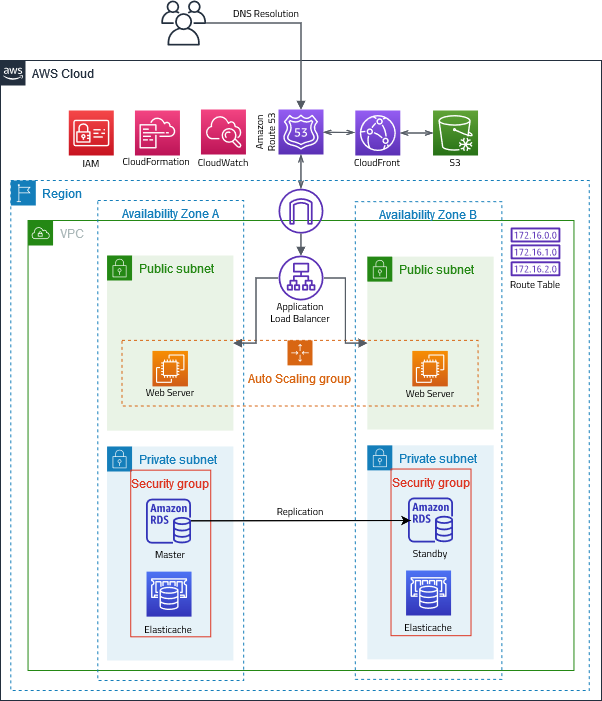 DNS Resolution
aws
AWS Cloud
IAM
CloudFormation
CloudWatch
Amazon
Route 53
53
CloudFront
S3
Region
Availability Zone A
Availability Zone B
VPC
172.16.0.0
172.16.1.0
172.16.2.0
Route Table
Public subnet
Public subnet
Application
Load Balancer
Auto Scaling group
Web Server
Web Server
Private subnet
Private subnet
Security group
Security group
Amazon
RDS
Master
Replication
Amazon
RDS
Standby
Elasticache
Elasticache